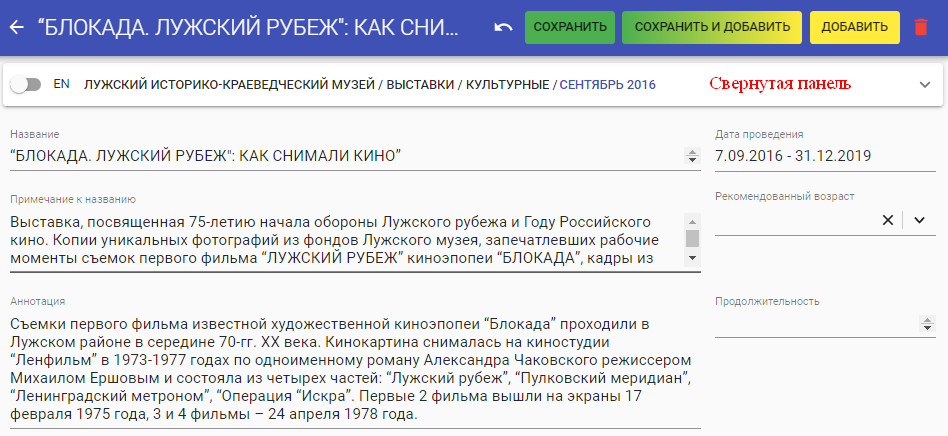 “БЛОКАДА. ЛУЖСКИЙ РУБЕЖ": КАК СНИ...
СОХРАНИТЬ
СОХРАНИТЬ И ДОБАВИТЬ
ДОБАВИТЬ
EN
ЛУЖСКИЙ ИСТОРИКО-КРАЕВЕДЧЕСКИЙ МУЗЕЙ / ВЫСТАВКИ / КУЛЬТУРНЫЕ / СЕНТЯБРЬ 2016
Свернутая панель
Название
“БЛОКАДА. ЛУЖСКИЙ РУБЕЖ": КАК СНИМАЛИ КИНО”
Дата проведения
7.09.2016 - 31.12.2019
Примечание к названию
Выставка, посвященная 75-летию начала обороны Лужского рубежа и Году Российского
кино. Копии уникальных фотографий из фондов Лужского музея, запечатлевших рабочие
моменты съемок первого фильма “ЛУЖСКИЙ РУБЕЖ” киноэпопеи “БЛОКАДА”, кадры из
Рекомендованный возраст
Аннотация
Съемки первого фильма известной художественной киноэпопеи “Блокада” проходили в
Лужском районе в середине 70-гг. XX века. Кинокартина снималась на киностудии
“Ленфильм” в 1973-1977 годах по одноименному роману Александра Чаковского режиссером
Михаилом Ершовым и состояла из четырех частей: “Лужский рубеж”, “Пулковский меридиан”,
“Ленинградский метроном”, “Операция “Искра”. Первые 2 фильма вышли на экраны 17
февраля 1975 года, 3 и 4 фильмы – 24 апреля 1978 года.
Продолжительность